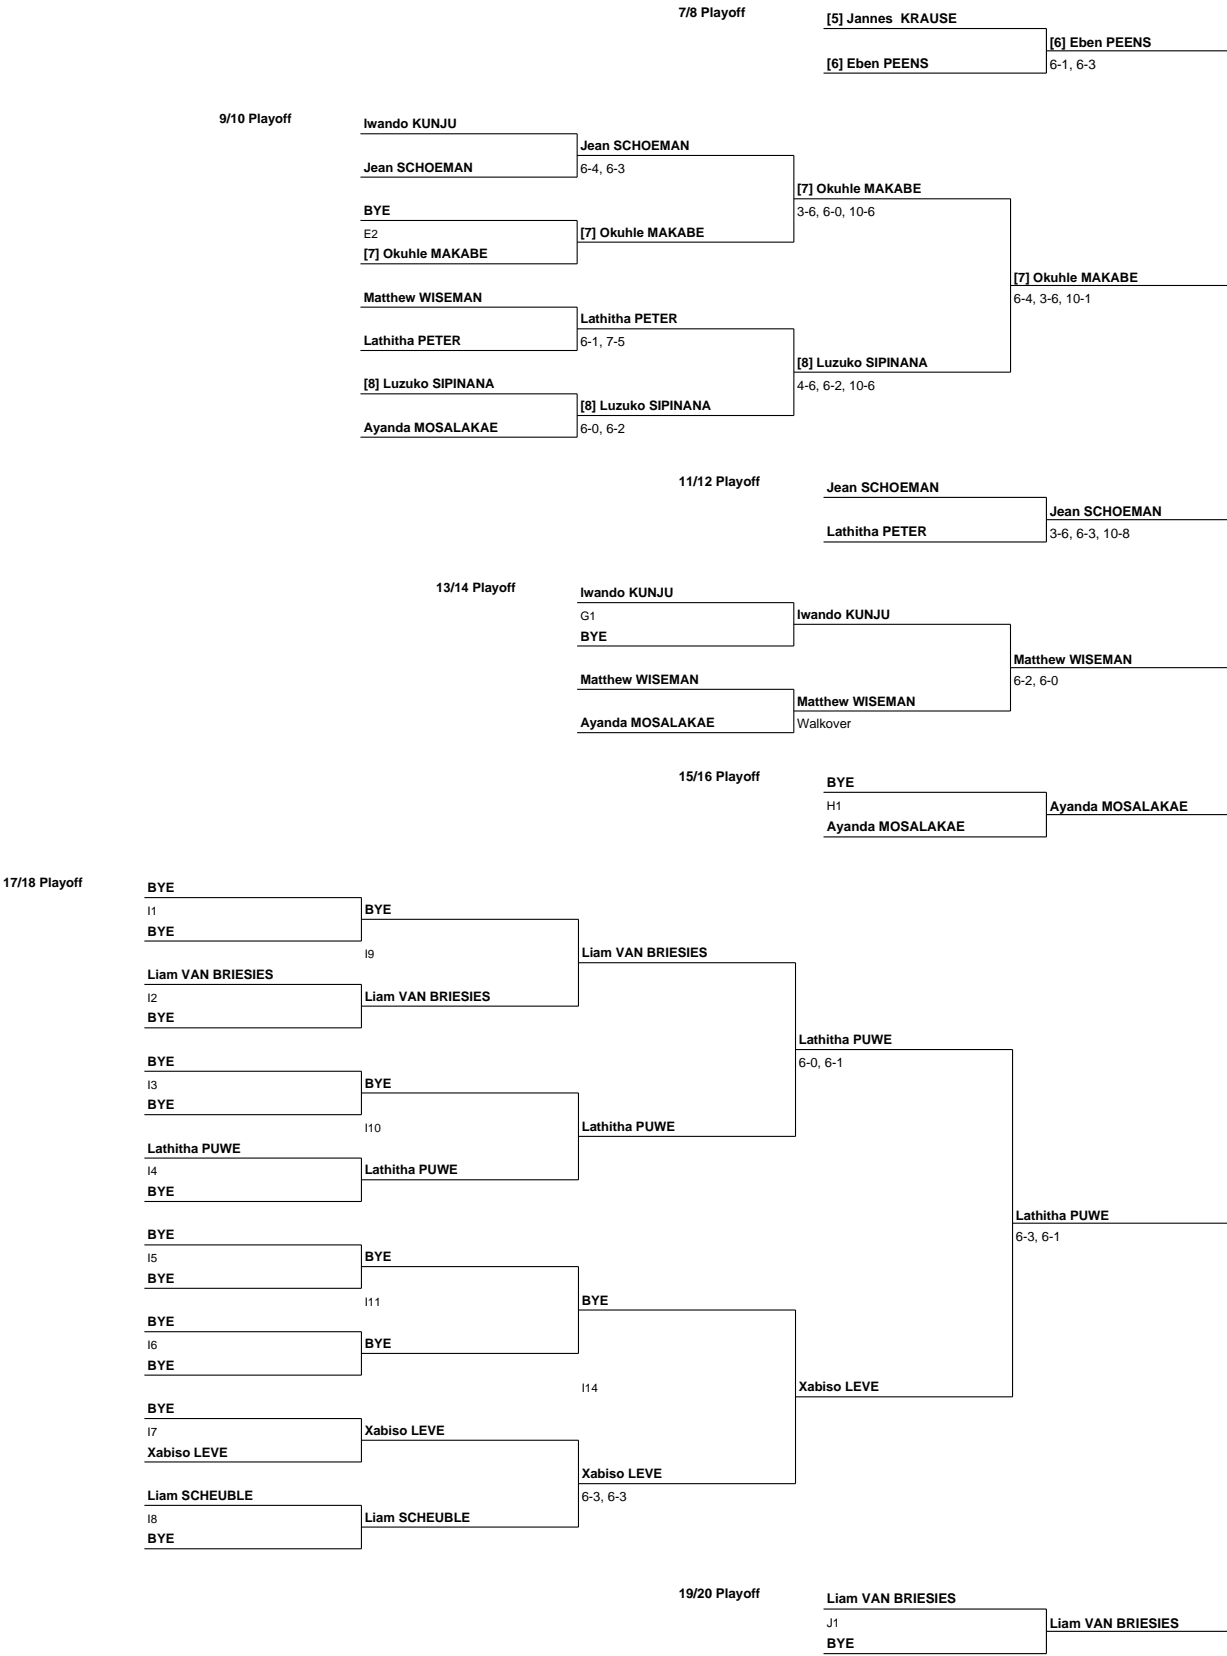 7/8 Playoff
[5] Jannes  KRAUSE
[6] Eben PEENS
[6] Eben PEENS
6-1, 6-3
9/10 Playoff
Iwando KUNJU
Jean SCHOEMAN
Jean SCHOEMAN
6-4, 6-3
[7] Okuhle MAKABE
BYE
3-6, 6-0, 10-6
E2
[7] Okuhle MAKABE
[7] Okuhle MAKABE
[7] Okuhle MAKABE
Matthew WISEMAN
6-4, 3-6, 10-1
Lathitha PETER
Lathitha PETER
6-1, 7-5
[8] Luzuko SIPINANA
[8] Luzuko SIPINANA
4-6, 6-2, 10-6
[8] Luzuko SIPINANA
Ayanda MOSALAKAE
6-0, 6-2
11/12 Playoff
Jean SCHOEMAN
Jean SCHOEMAN
Lathitha PETER
3-6, 6-3, 10-8
13/14 Playoff
Iwando KUNJU
G1
Iwando KUNJU
BYE
Matthew WISEMAN
Matthew WISEMAN
6-2, 6-0
Matthew WISEMAN
Ayanda MOSALAKAE
Walkover
15/16 Playoff
BYE
H1
Ayanda MOSALAKAE
Ayanda MOSALAKAE
17/18 Playoff
BYE
I1
BYE
BYE
I9
Liam VAN BRIESIES
Liam VAN BRIESIES
I2
Liam VAN BRIESIES
BYE
Lathitha PUWE
BYE
6-0, 6-1
I3
BYE
BYE
I10
Lathitha PUWE
Lathitha PUWE
I4
Lathitha PUWE
BYE
Lathitha PUWE
BYE
6-3, 6-1
I5
BYE
BYE
I11
BYE
BYE
I6
BYE
BYE
I14
Xabiso LEVE
BYE
I7
Xabiso LEVE
Xabiso LEVE
Xabiso LEVE
Liam SCHEUBLE
6-3, 6-3
I8
Liam SCHEUBLE
BYE
19/20 Playoff
Liam VAN BRIESIES
J1
Liam VAN BRIESIES
BYE